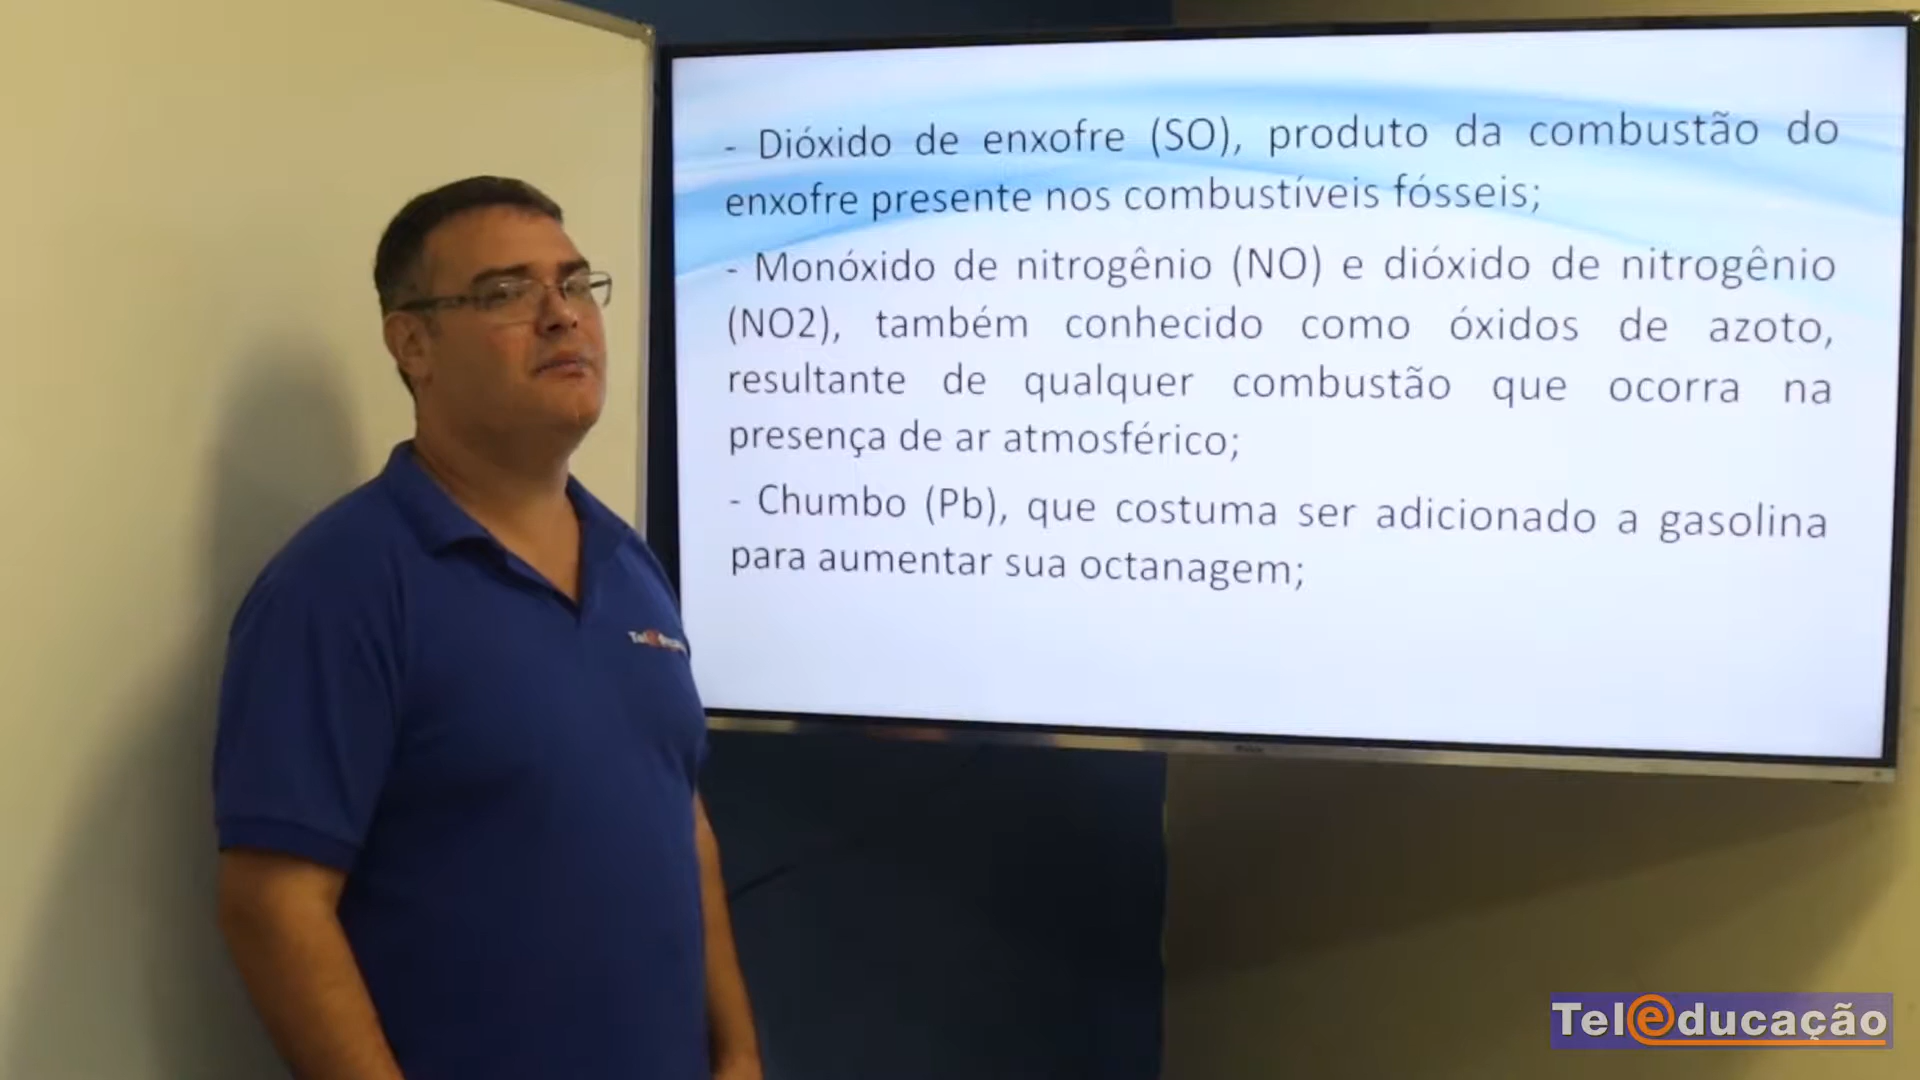 - Dióxido de enxofre (SO), produto da combustão do
enxofre presente nos combustíveis fósseis;
- Monóxido de nitrogênio (NO) e dióxido de nitrogênio
(NO2), também conhecido como óxidos de azoto,
resultante de qualquer combustão que ocorra na
presença de ar atmosférico;
- Chumbo (Pb), que costuma ser adicionado a gasolina
para aumentar sua octanagem;
Teleducação